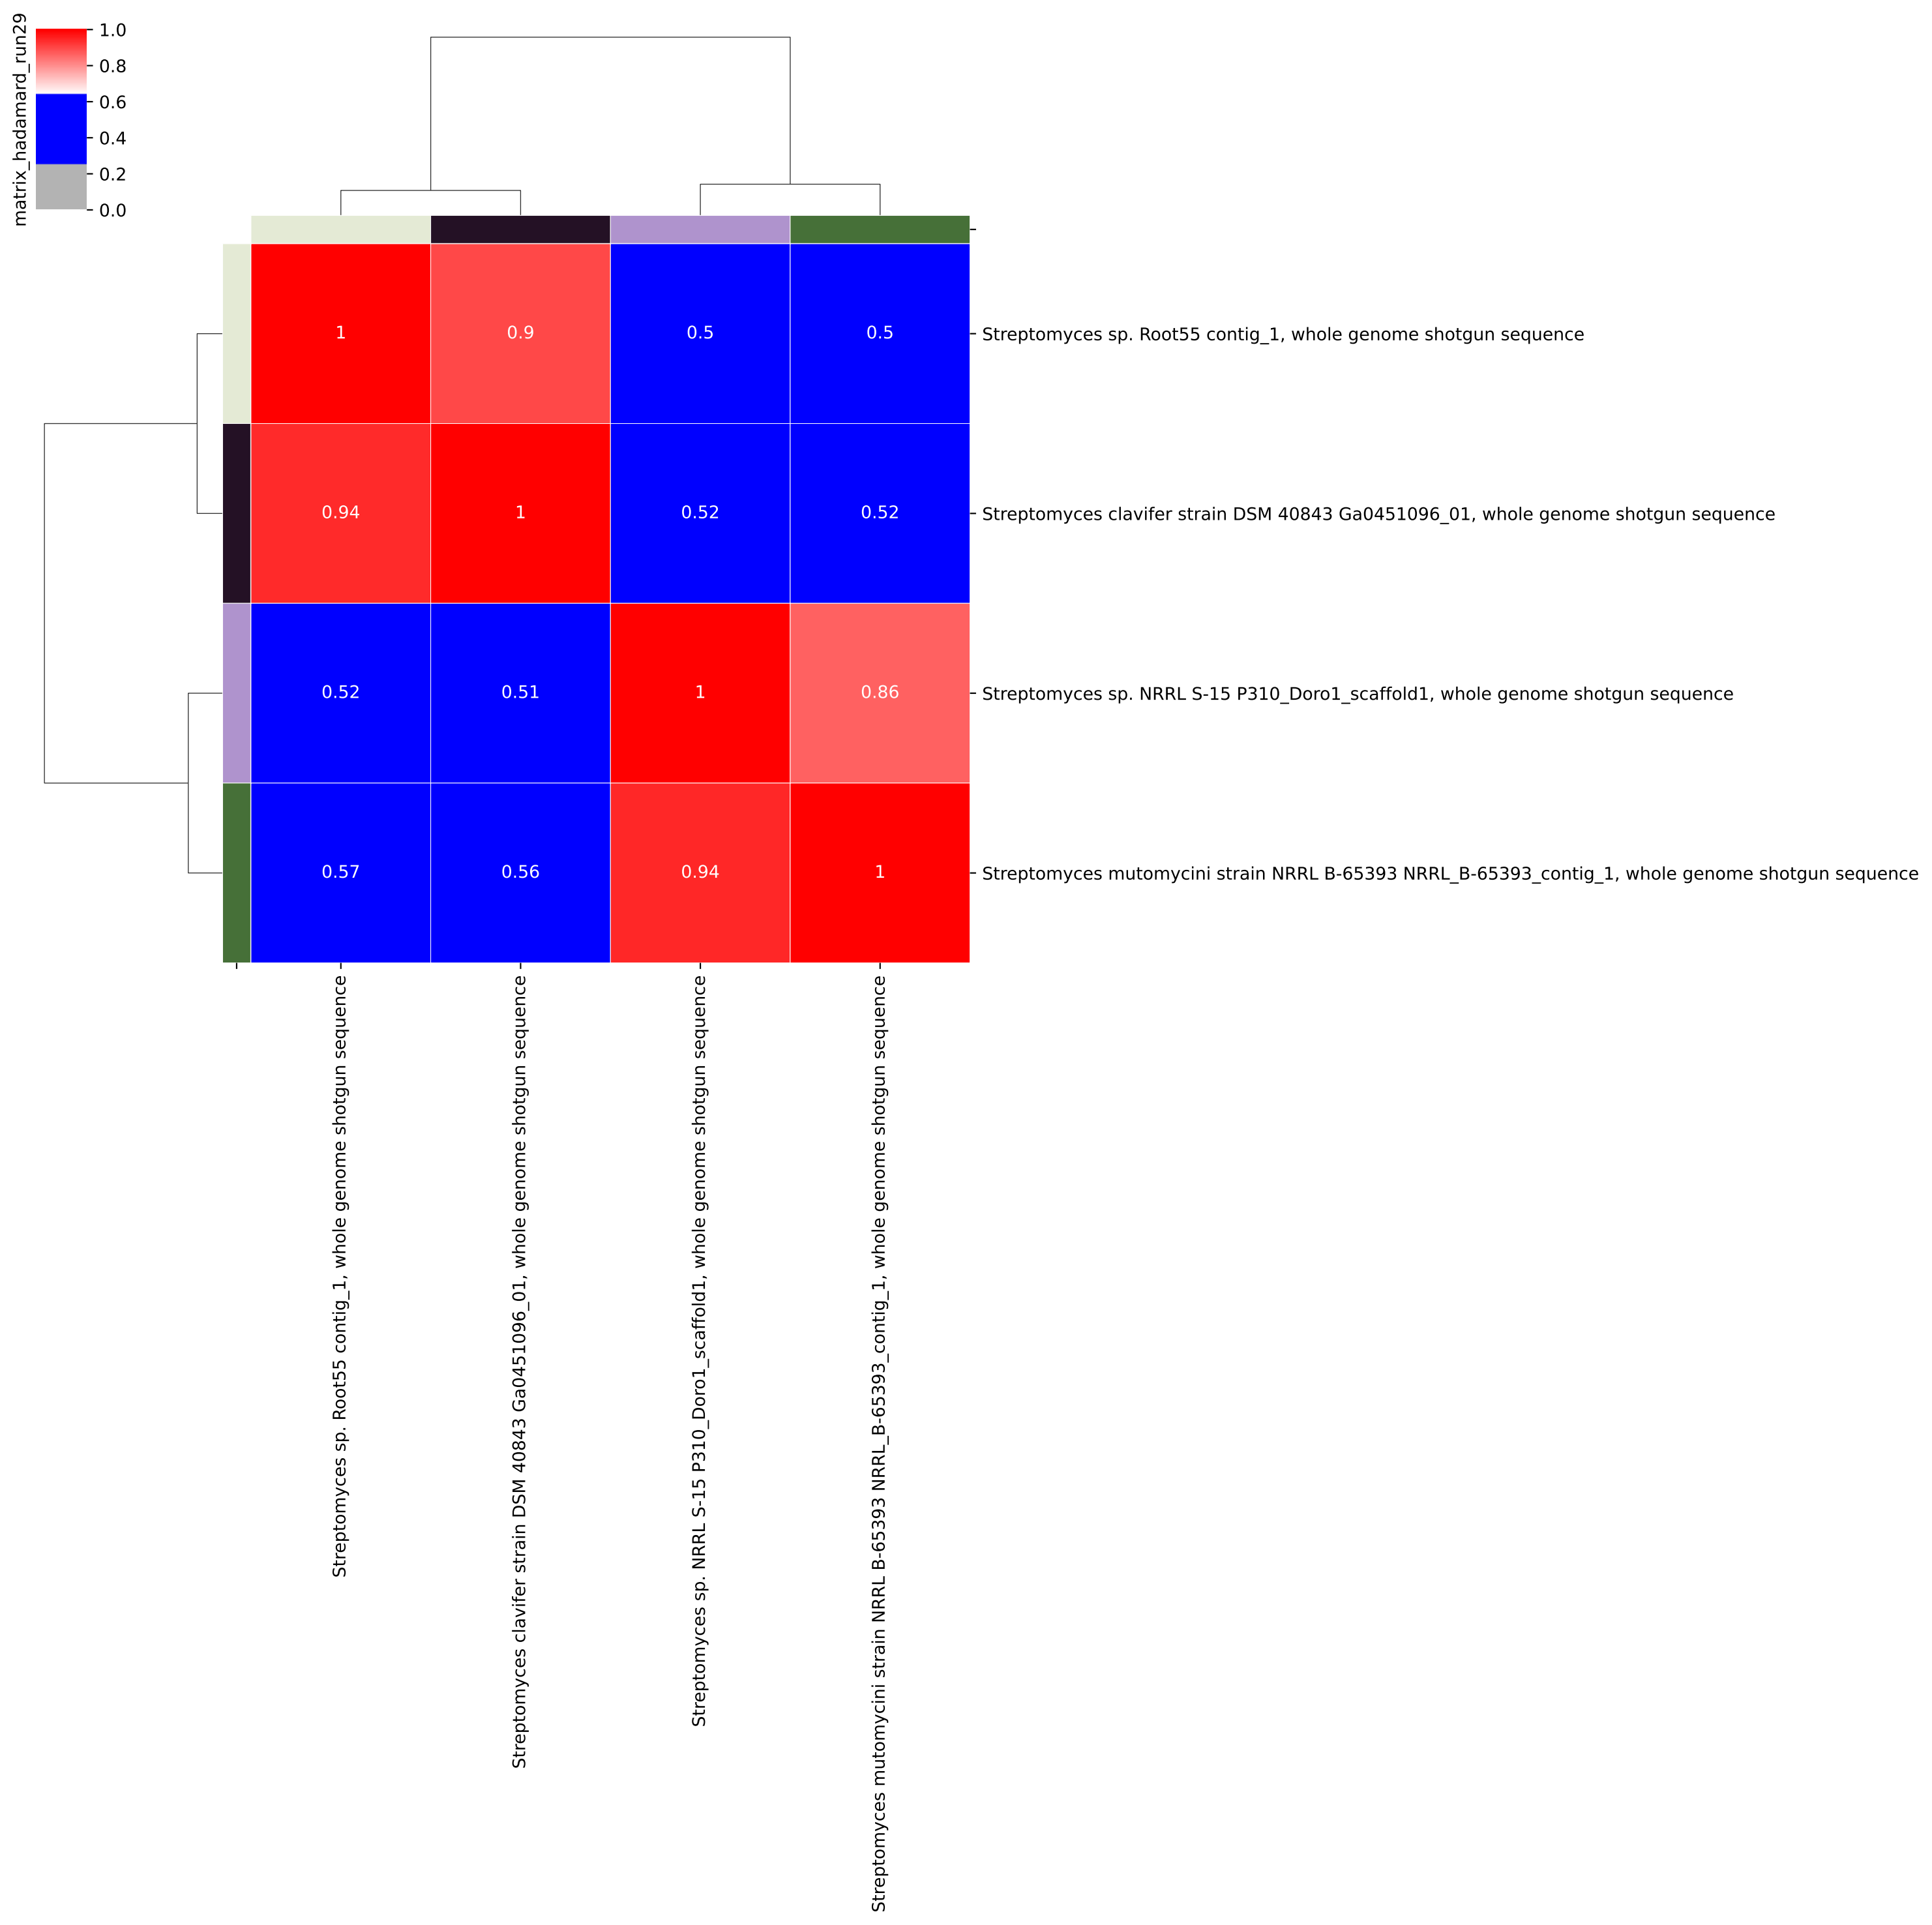 matrix_hadamard_run29
1.0
0.8
0.6
0.4
0.2
0.0
1 0.9 0.5 0.5
Streptomyces sp. Root55 contig_1, whole genome shotgun sequence
0.94 1 0.52 0.52
Streptomyces clavifer strain DSM 40843 Ga0451096_01, whole genome shotgun sequence
0.52 0.51 1 0.86
Streptomyces sp. NRRL S-15 P310_Doro1_scaffold1, whole genome shotgun sequence
0.57 0.56 0.94 1
Streptomyces mutomycini strain NRRL B-65393 NRRL_B-65393_contig_1, whole genome shotgun sequence
Streptomyces sp. Root55 contig_1, whole genome shotgun sequence
Streptomyces clavifer strain DSM 40843 Ga0451096_01, whole genome shotgun sequence
Streptomyces sp. NRRL S-15 P310_Doro1_scaffold1, whole genome shotgun sequence
Streptomyces mutomycini strain NRRL B-65393 NRRL_B-65393_contig_1, whole genome shotgun sequence